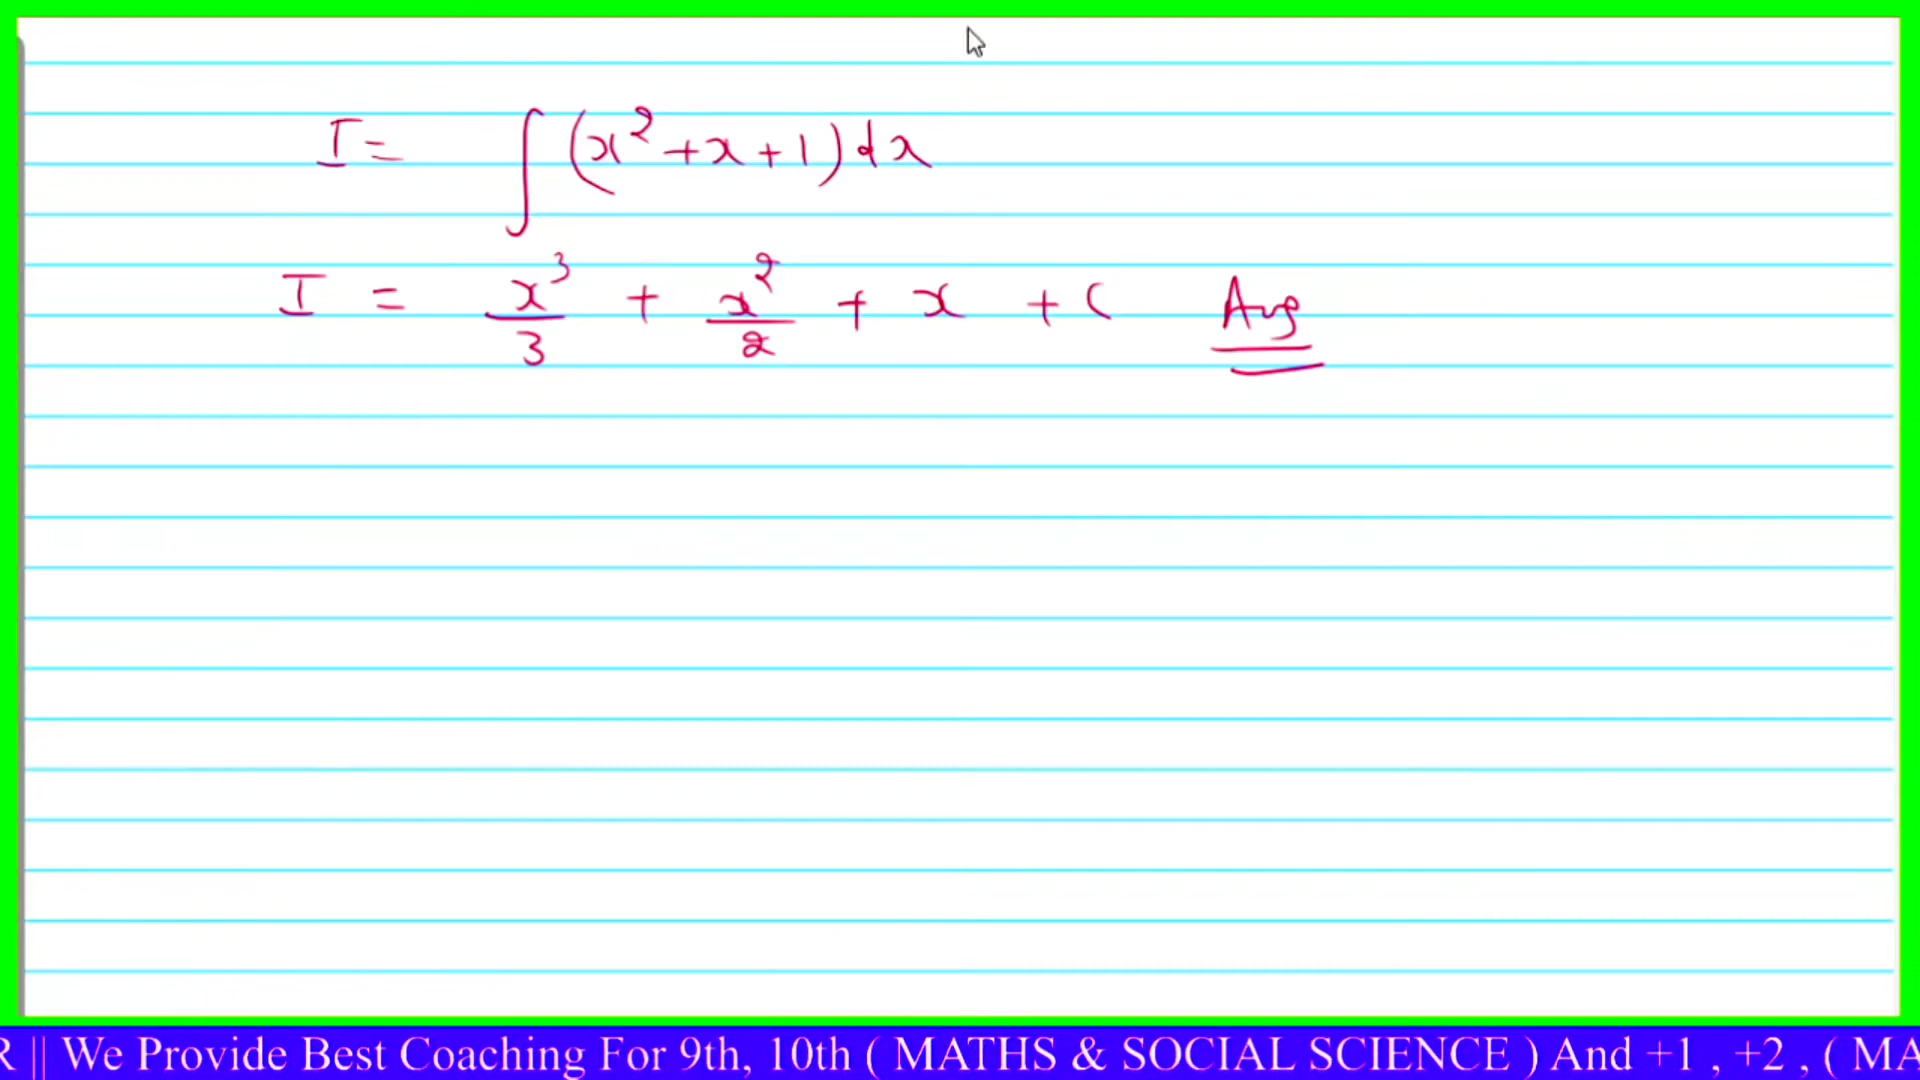 I = ∫ (x² + x + 1) dx
I = x³/3 + x²/2 + x + C Ans
R || We Provide Best Coaching For 9th, 10th ( MATHS & SOCIAL SCIENCE ) And +1 , +2 , ( MA